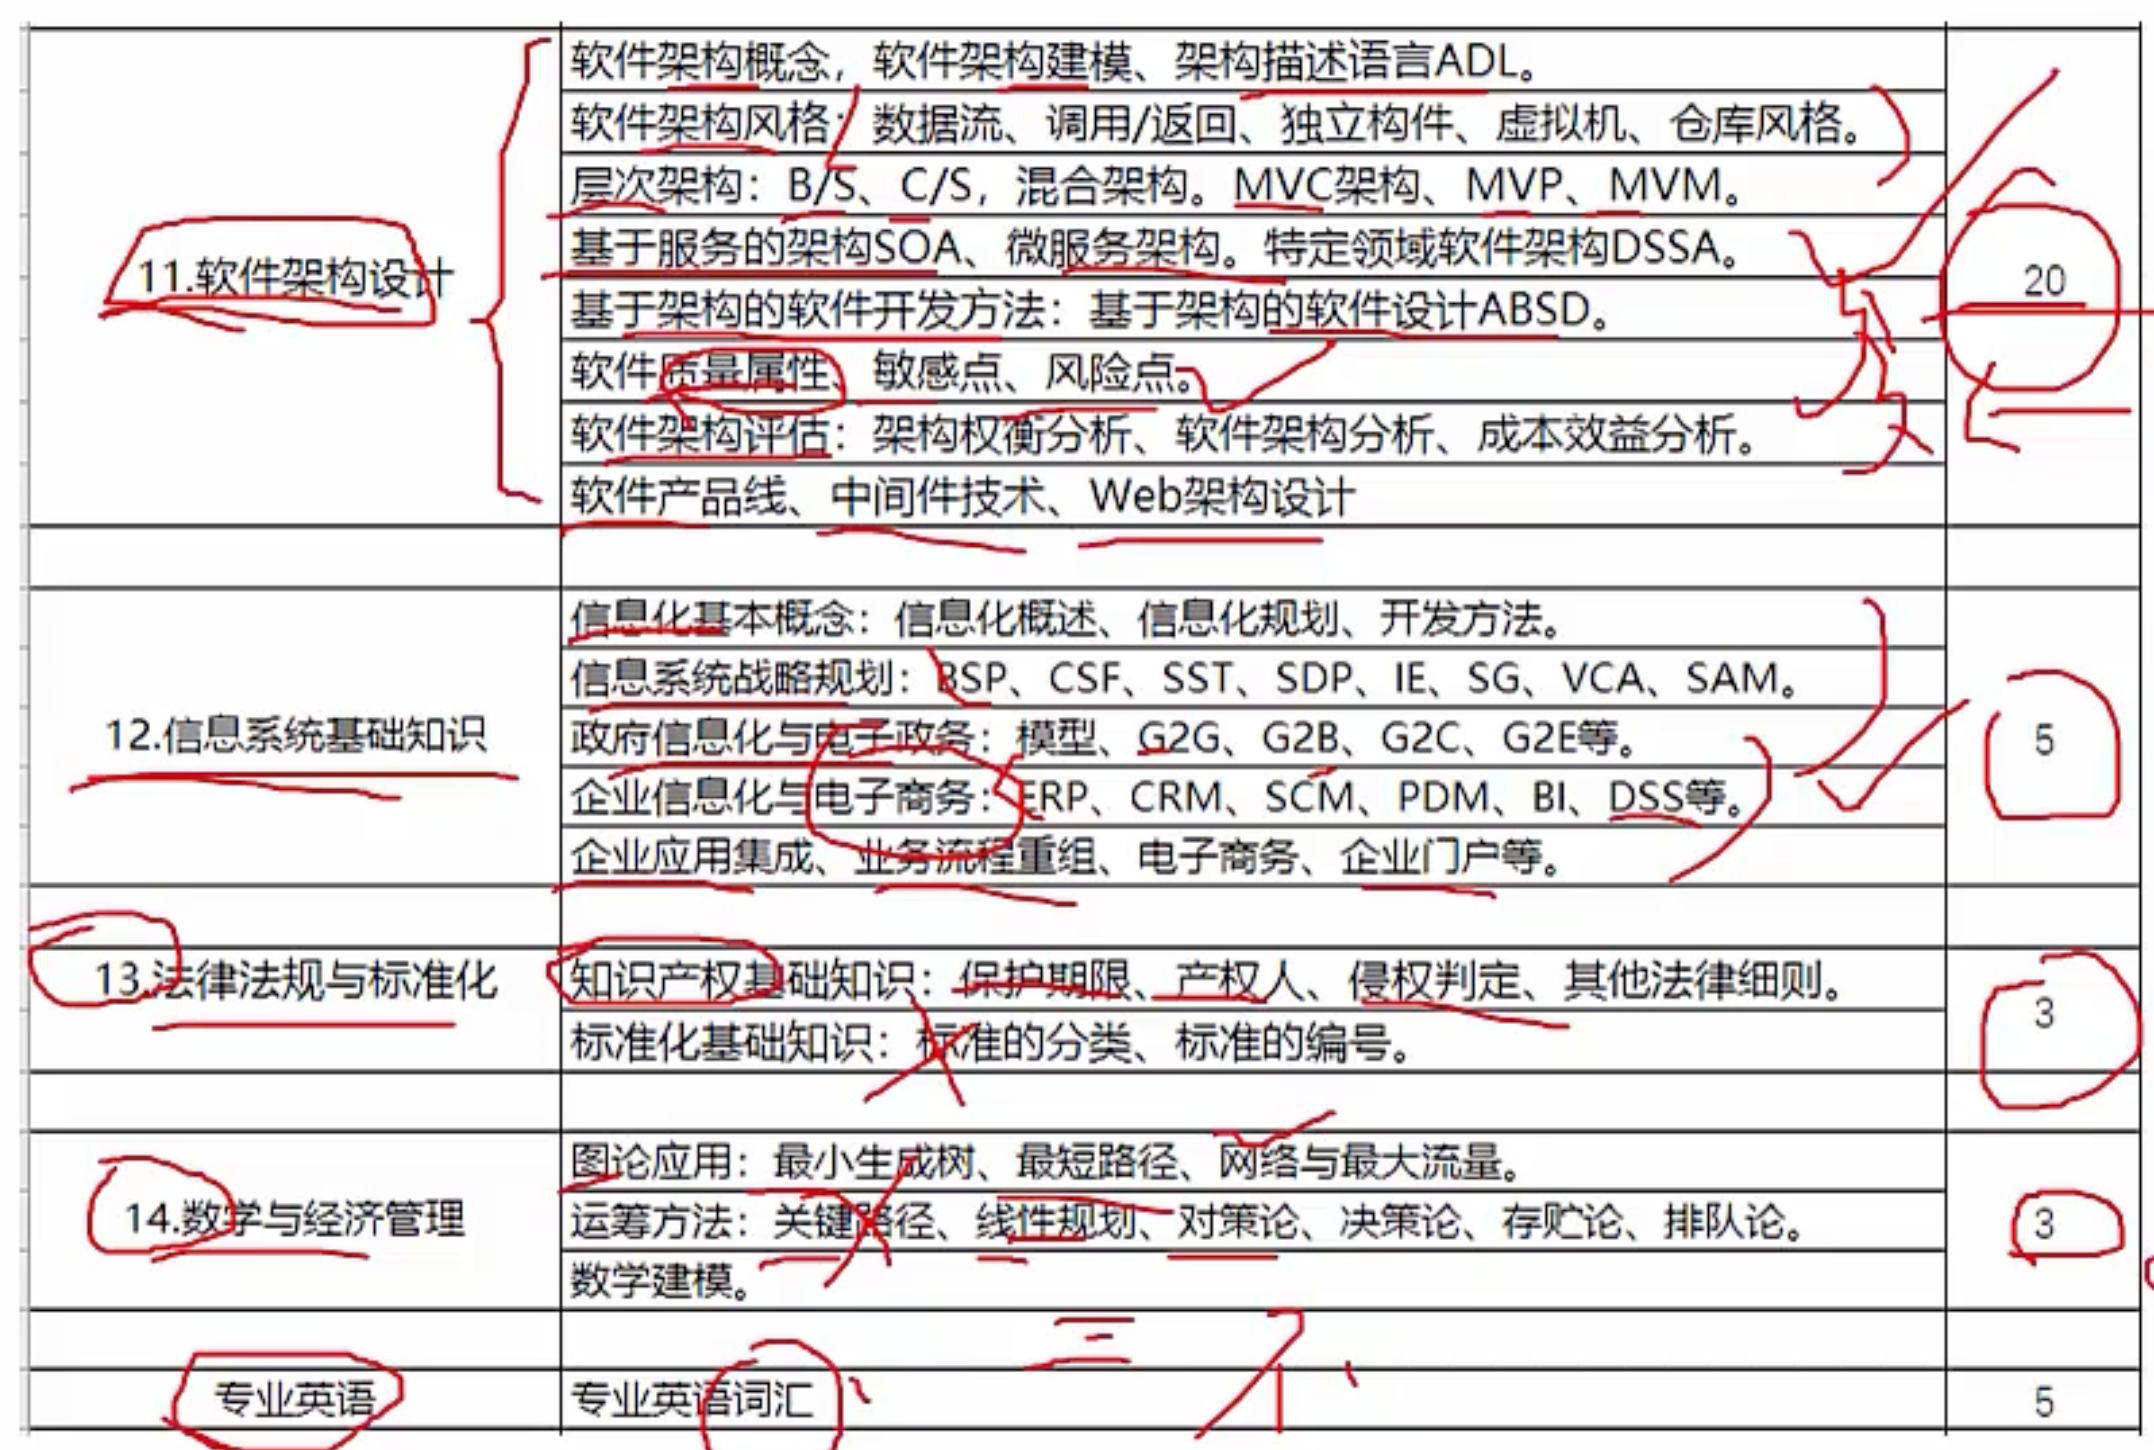 软件架构概念，软件架构建模、架构描述语言ADL。
软件架构风格：数据流、调用/返回、独立构件、虚拟机、仓库风格。
层次架构：B/S、C/S，混合架构。MVC架构、MVP、MVM。
基于服务的架构SOA、微服务架构。特定领域软件架构DSSA。
11.软件架构设计
20
基于架构的软件开发方法：基于架构的软件设计ABSD。
软件质量属性、敏感点、风险点。
软件架构评估：架构权衡分析、软件架构分析、成本效益分析。
软件产品线、中间件技术、Web架构设计
信息化基本概念：信息化概述、信息化规划、开发方法。
信息系统战略规划：BSP、CSF、SST、SDP、IE、SG、VCA、SAM。
12.信息系统基础知识
政府信息化与电子政务：模型、G2G、G2B、G2C、G2E等。
5
企业信息化与电子商务：ERP、CRM、SCM、PDM、BI、DSS等。
企业应用集成、业务流程重组、电子商务、企业门户等。
13.法律法规与标准化
知识产权基础知识：保护期限、产权人、侵权判定、其他法律细则。
3
标准化基础知识：标准的分类、标准的编号。
图论应用：最小生成树、最短路径、网络与最大流量。
14.数学与经济管理
运筹方法：关键路径、线性规划、对策论、决策论、存贮论、排队论。
3
数学建模。
专业英语
专业英语词汇
5